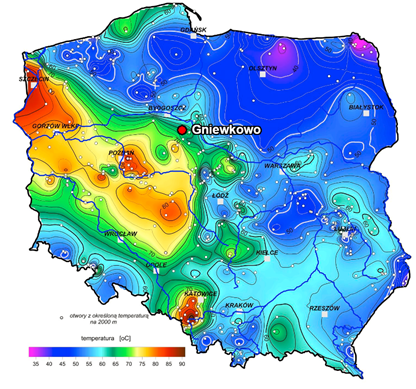 GDAŃSK
OLSZTYN
SZCZECIN
BYDGOSZCZ
BIAŁYSTOK
Gniewkowo
GORZÓW WLKP.
POZNAŃ
WARSZAWA
ŁÓDŹ
LUBLIN
WROCŁAW
KIELCE
OPOLE
KATOWICE
KRAKÓW
RZESZÓW
otwory z określoną temperaturą
na 2000 m
temperatura [oC]
35 40 45 50 55 60 65 70 75 80 85 90